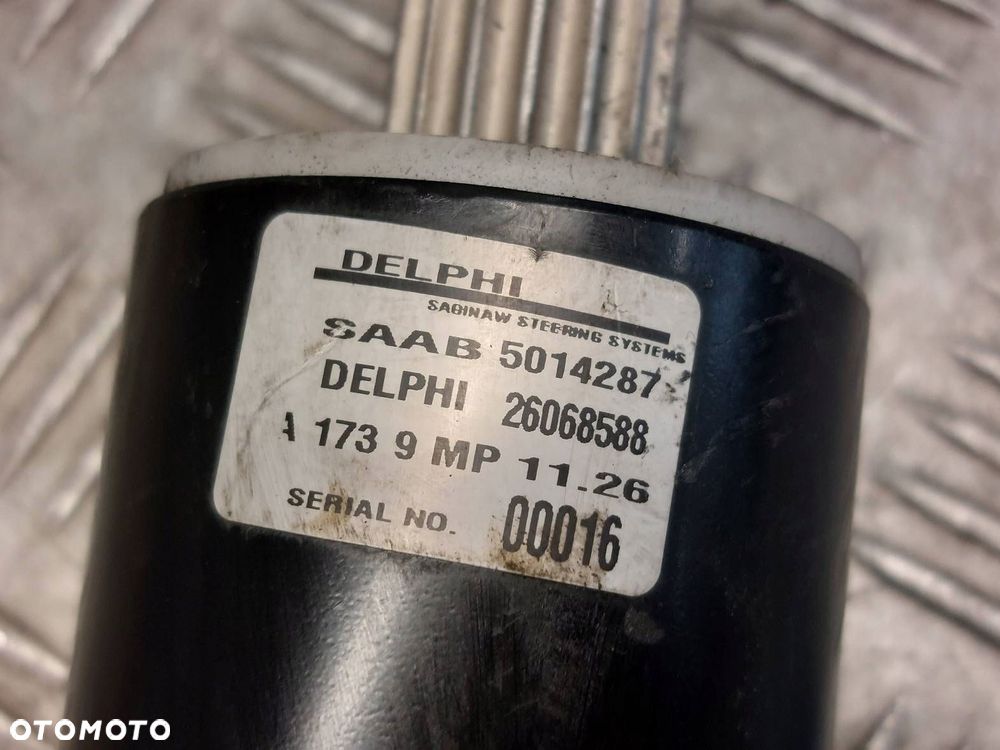 DELPHI
SAGINAW STEERING SYSTEMS
SAAB 5014287
DELPHI 26068588
173 9 MP 11.26
SERIAL NO. 00016
OTOMOTO